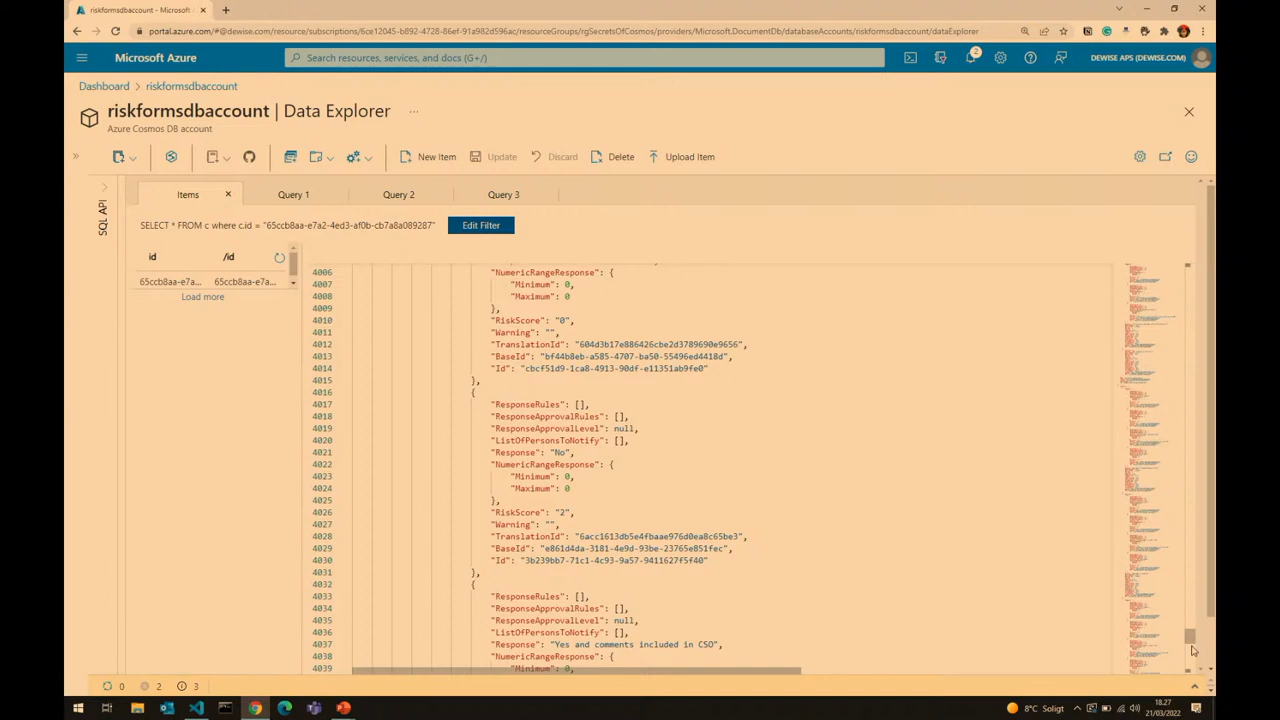 riskformsdbaccount - Microsoft
portal.azure.com/#@dewise.com/resource/subscriptions/6ce12045-b892-4728-86ef-91a982d596ac/resourceGroups/rgSecretsOfCosmos/providers/Microsoft.DocumentDb/databaseAccounts/riskformsdbaccount/dataExplorer
Microsoft Azure
Search resources, services, and docs (G+/)
2
DEWISE APS (DEWISE.COM)
Dashboard > riskformsdbaccount
riskformsdbaccount | Data Explorer ...
Azure Cosmos DB account
New Item
Update
Discard
Delete
Upload Item
SQL API
Items
Query 1
Query 2
Query 3
SELECT * FROM c where c.id = "65ccb8aa-e7a2-4ed3-af0b-cb7a8a089287"
Edit Filter
id
/id
65ccb8aa-e7a...
65ccb8aa-e7a...
Load more
4006 "NumericRangeResponse": {
4007 "Minimum": 0,
4008 "Maximum": 0
4009 },
4010 "RiskScore": "0",
4011 "Warning": "",
4012 "TranslationId": "604d3b17e886426cbe2d3789690e9656",
4013 "BaseId": "bf44b8eb-a585-4707-ba50-55496ed4418d",
4014 "Id": "cbcf51d9-1ca8-4913-90df-e11351ab9fe0"
4015 },
4016 {
4017 "ResponseRules": [],
4018 "ResponseApprovalRules": [],
4019 "ResponseApprovalLevel": null,
4020 "ListOfPersonsToNotify": [],
4021 "Response": "No",
4022 "NumericRangeResponse": {
4023 "Minimum": 0,
4024 "Maximum": 0
4025 },
4026 "RiskScore": "2",
4027 "Warning": "",
4028 "TranslationId": "6acc1613db5e4fbaae976d0ea8c65be3",
4029 "BaseId": "e861d4da-3181-4e9d-93be-23765e851fec",
4030 "Id": "3b239bb7-71c1-4c93-9a57-9411627f5f40"
4031 },
4032 {
4033 "ResponseRules": [],
4034 "ResponseApprovalRules": [],
4035 "ResponseApprovalLevel": null,
4036 "ListOfPersonsToNotify": [],
4037 "Response": "Yes and comments included in CSO",
4038 "NumericRangeResponse": {
4039 "Minimum": 0,
0
2
3
8°C Soligt
18.27
21/03/2022